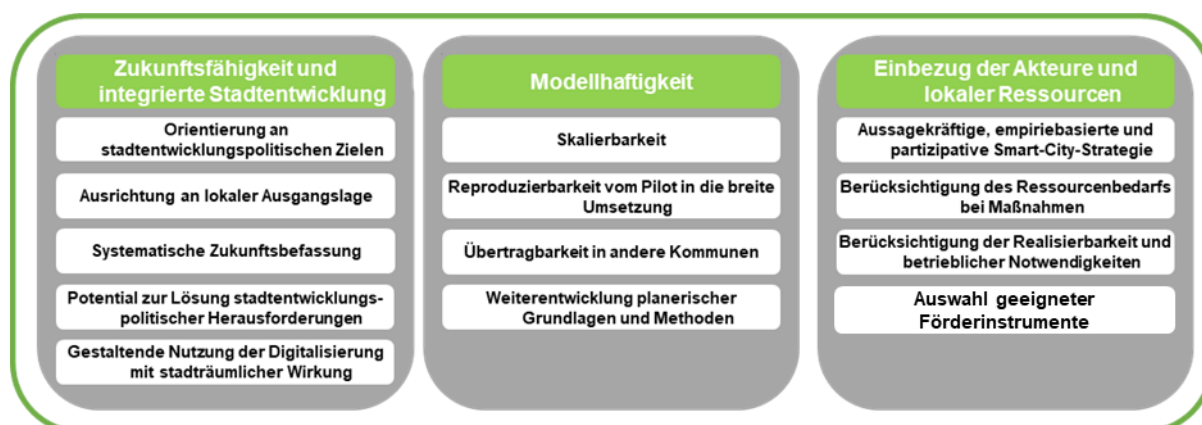 Zukunftsfähigkeit und
integrierte Stadtentwicklung
Orientierung an
stadtentwicklungspolitischen Zielen
Ausrichtung an lokaler Ausgangslage
Systematische Zukunftsbefassung
Potential zur Lösung stadtentwicklungs-
politischer Herausforderungen
Gestaltende Nutzung der Digitalisierung
mit stadträumlicher Wirkung
Modellhaftigkeit
Skalierbarkeit
Reproduzierbarkeit vom Pilot in die breite
Umsetzung
Übertragbarkeit in andere Kommunen
Weiterentwicklung planerischer
Grundlagen und Methoden
Einbezug der Akteure und
lokaler Ressourcen
Aussagekräftige, empiriebasierte und
partizipative Smart-City-Strategie
Berücksichtigung des Ressourcenbedarfs
bei Maßnahmen
Berücksichtigung der Realisierbarkeit und
betrieblicher Notwendigkeiten
Auswahl geeigneter
Förderinstrumente